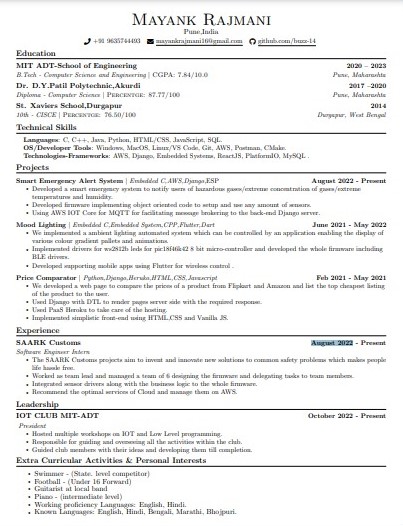 Mayank Rajmani
Pune,India
+91 9635744493 mayankrajmani16@gmail.com github.com/buzz-14
Education
MIT ADT-School of Engineering 2020 – 2023
B.Tech - Computer Science and Engineering | CGPA: 7.84/10.0 Pune, Maharashta
Dr. D.Y.Patil Polytechnic,Akurdi 2017 - 2020
Diploma - Computer Science | Percentge: 87.77/100 Pune, Maharashta
St. Xaviers School,Durgapur 2014
10th - CISCE | Percentge: 76.50/100 Durgapur, West Bengal
Technical Skills
Languages: C, C++, Java, Python, HTML/CSS, JavaScript, SQL.
OS/Developer Tools: Windows, MacOS, Linux/VS Code, Git, AWS, Postman, CMake.
Technologies-Frameworks: AWS, Django, Embedded Systems, ReactJS, PlatformIO, MySQL .
Projects
Smart Emergency Alert System | Embedded C,AWS,Django,ESP August 2022 - Present
• Developed a smart emergency system to notify users of hazardous gases/extreme concentration of gases/extreme
temperatures and humidity.
• Developed firmware implementing object oriented code to setup and use any amount of sensors.
• Using AWS IOT Core for MQTT for facilitating message brokering to the back-end Django server.
Mood Lighting | Embedded C,Embedded System,CPP,Flutter,Dart June 2021 - May 2022
• We implemented an ambient lighting automated system which can be controlled by an application enabling the display of
various colour gradient pallets and animations.
• Implemented drivers for ws2812b leds for pic18f46k42 8 bit micro-controller and developed the whole firmware including
BLE drivers.
• Developed supporting mobile apps using Flutter for wireless control .
Price Comparator | Python,Django,Heroku,HTML,CSS,Javascript Feb 2021 - May 2021
• We developed a web page to compare the prices of a product from Flipkart and Amazon and list the top cheapest listing
of the product to the user.
• Used Django with DTL to render pages server side with the required response.
• Used PaaS Heroku to take care of the hosting.
• Implemented simplistic front-end using HTML,CSS and Vanilla JS.
Experience
SAARK Customs August 2022 - Present
Software Engineer Intern
• The SAARK Customs projects aim to invent and innovate new solutions to common safety problems which makes people
life hassle free.
• Worked as team lead and managed a team of 6 designing the firmware and delegating tasks to team members.
• Integrated sensor drivers along with the business logic to the whole firmware.
• Recommend the optimal services of Cloud and manage them on AWS.
Leadership
IOT CLUB MIT-ADT October 2022 - Present
President
• Hosted multiple workshops on IOT and Low Level programming.
• Responsible for guiding and overseeing all the activities within the club.
• Guided club members with their ideas and developing them till completion.
Extra Curricular Activities & Personal Interests
• Swimmer - (State. level competitor)
• Football - (Under 16 Forward)
• Guitarist at local band
• Piano - (intermediate level)
• Working proficiency Languages: English, Hindi.
• Known Languages: English, Hindi, Bengali, Marathi, Bhojpuri.